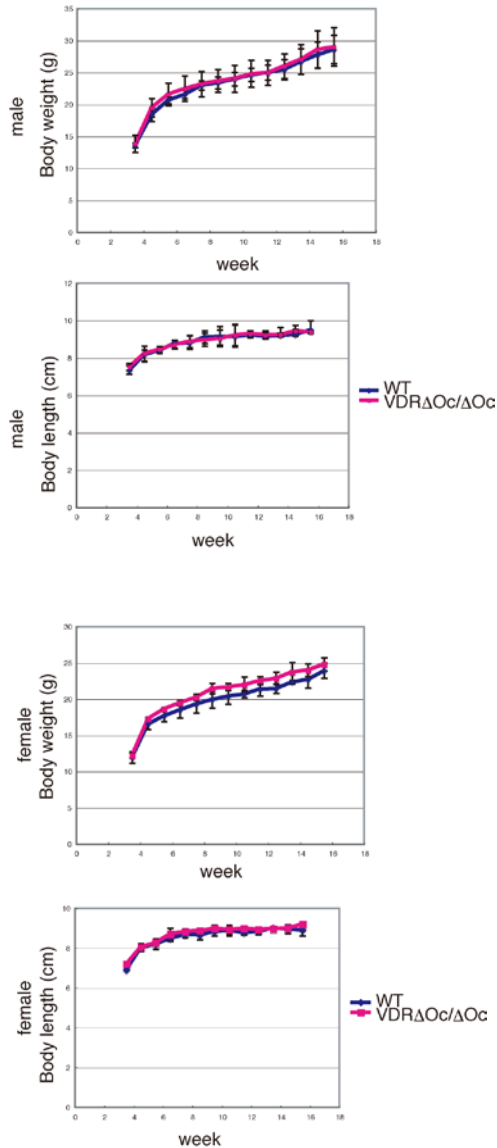 male
Body weight (g)
35
30
25
20
15
10
5
0
0 2 4 6 8 10 12 14 16 18
week
male
Body length (cm)
12
10
8
6
4
2
0
0 2 4 6 8 10 12 14 16 18
week
WT
VDRΔOc/ΔOc
female
Body weight (g)
30
25
20
15
10
5
0
0 2 4 6 8 10 12 14 16 18
week
female
Body length (cm)
10
8
6
4
2
0
0 2 4 6 8 10 12 14 16 18
week
WT
VDRΔOc/ΔOc